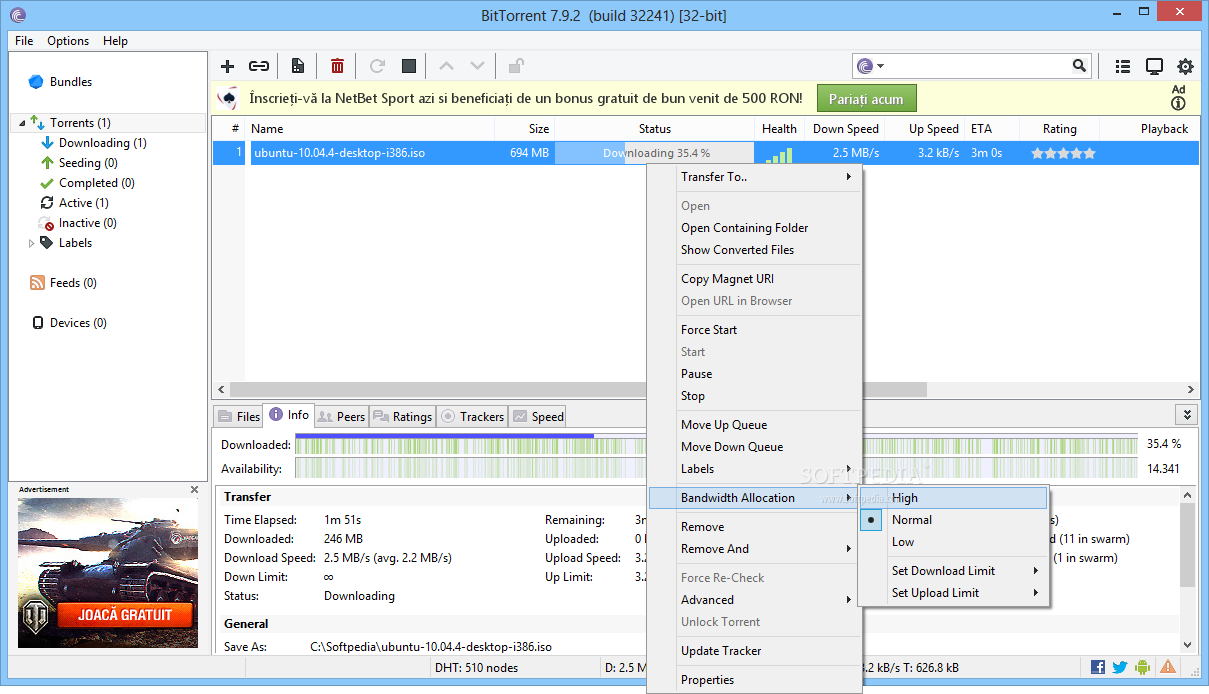 BitTorrent 7.9.2 (build 32241) [32-bit]
File Options Help
Bundles
Torrents (1)
Downloading (1)
Seeding (0)
Completed (0)
Active (1)
Inactive (0)
Labels
Feeds (0)
Devices (0)
Advertisement
JOACĂ GRATUIT
Înscrieți-vă la NetBet Sport azi si beneficiați de un bonus gratuit de bun venit de 500 RON!
Pariați acum
Ad
# Name Size Status Health Down Speed Up Speed ETA Rating Playback
1 ubuntu-10.04.4-desktop-i386.iso 694 MB Downloading 35.4 % 2.5 MB/s 3.2 kB/s 3m 0s
Transfer To..
Open
Open Containing Folder
Show Converted Files
Copy Magnet URI
Open URL in Browser
Force Start
Start
Pause
Stop
Move Up Queue
Move Down Queue
Labels
Bandwidth Allocation
Remove
Remove And
Force Re-Check
Advanced
Unlock Torrent
Update Tracker
Properties
High
Normal
Low
Set Download Limit
Set Upload Limit
Files Info Peers Ratings Trackers Speed
Downloaded: 35.4 %
Availability: 14.341
SOFTPEDIA
Transfer
Time Elapsed: 1m 51s Remaining:
Downloaded: 246 MB Uploaded: (11 in swarm)
Download Speed: 2.5 MB/s (avg. 2.2 MB/s) Upload Speed: (1 in swarm)
Down Limit: ∞ Up Limit:
Status: Downloading
General
Save As: C:\Softpedia\ubuntu-10.04.4-desktop-i386.iso
DHT: 510 nodes D: 2.5 M .2 kB/s T: 626.8 kB